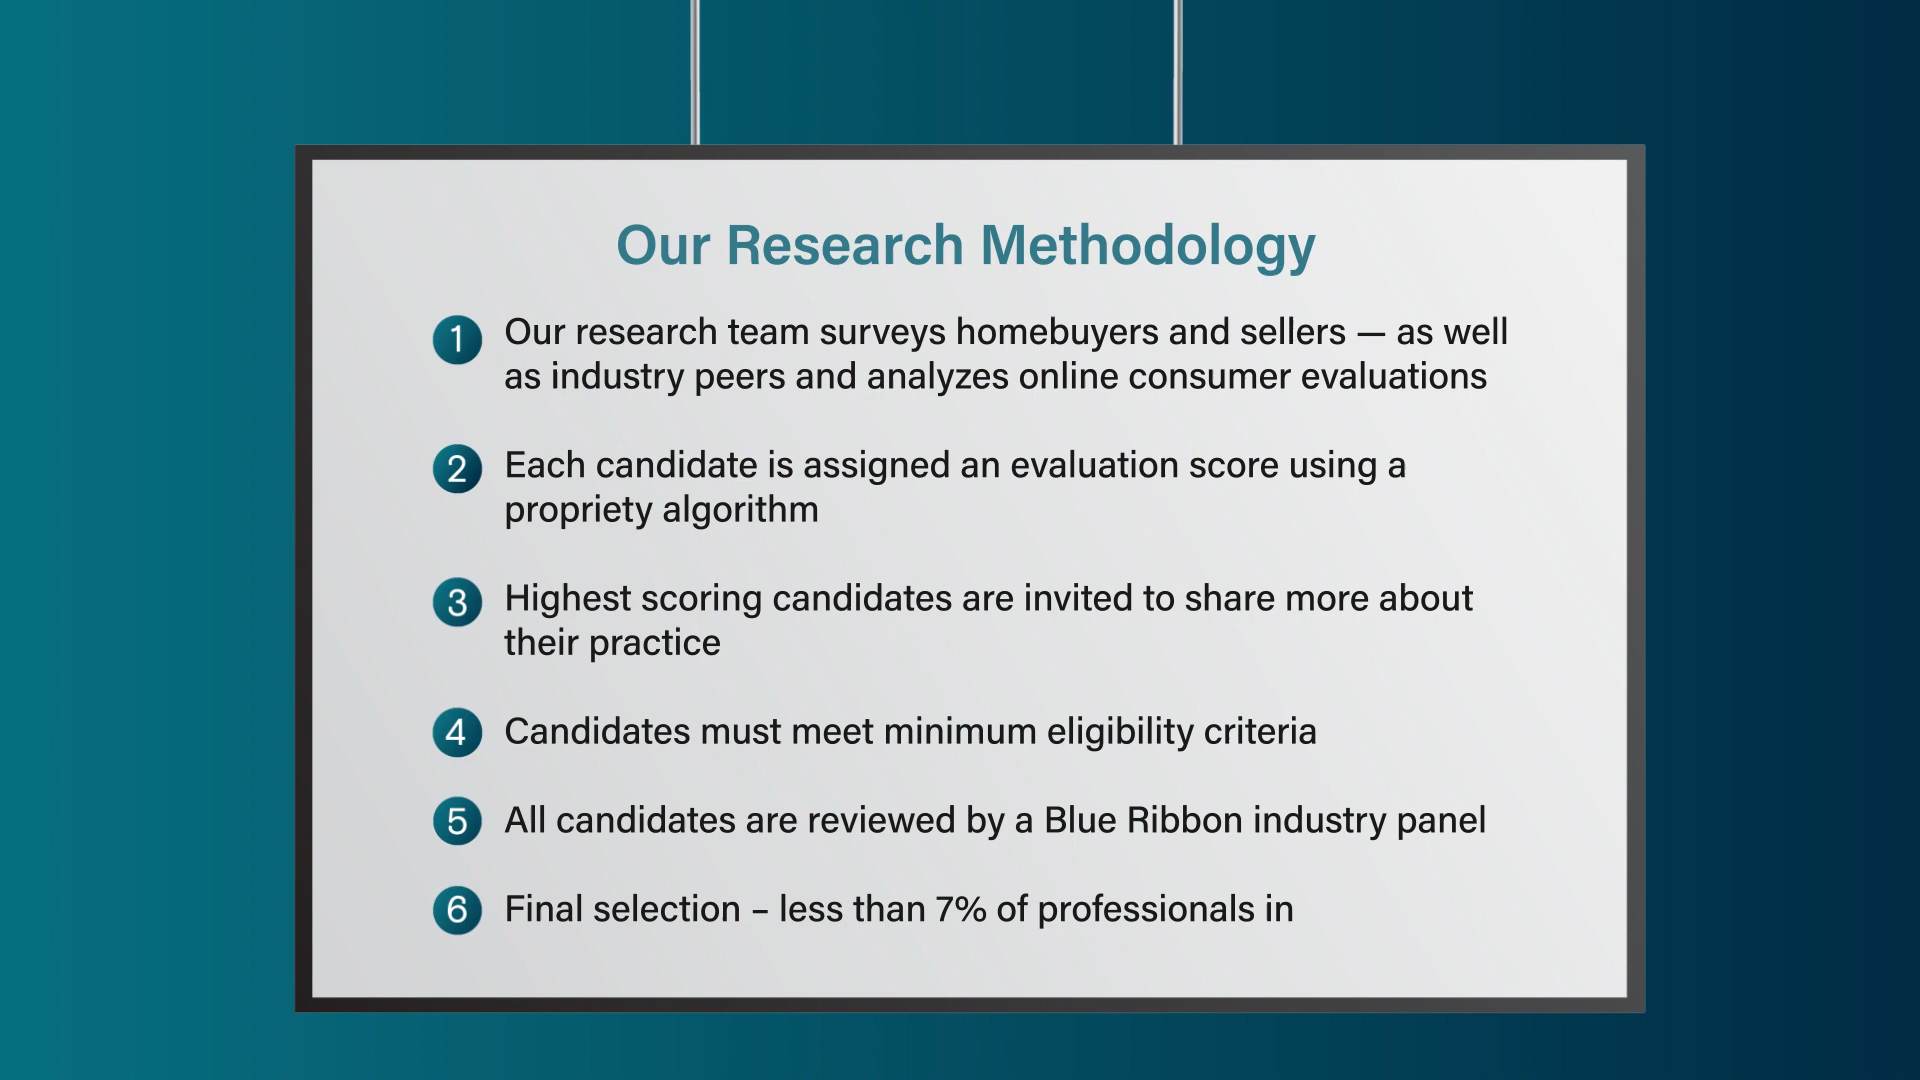 Our Research Methodology
1 Our research team surveys homebuyers and sellers — as well
as industry peers and analyzes online consumer evaluations
2 Each candidate is assigned an evaluation score using a
propriety algorithm
3 Highest scoring candidates are invited to share more about
their practice
4 Candidates must meet minimum eligibility criteria
5 All candidates are reviewed by a Blue Ribbon industry panel
6 Final selection – less than 7% of professionals in